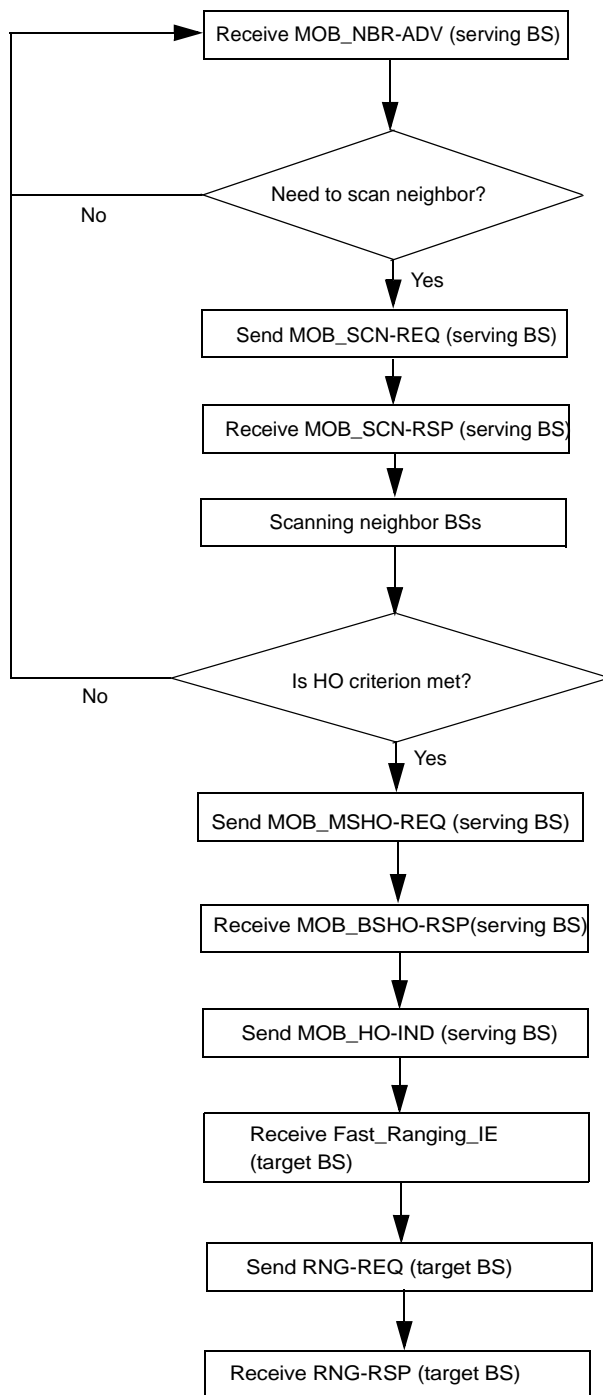 Receive MOB_NBR-ADV (serving BS)
Need to scan neighbor?
No
Yes
Send MOB_SCN-REQ (serving BS)
Receive MOB_SCN-RSP (serving BS)
Scanning neighbor BSs
Is HO criterion met?
No
Yes
Send MOB_MSHO-REQ (serving BS)
Receive MOB_BSHO-RSP(serving BS)
Send MOB_HO-IND (serving BS)
Receive Fast_Ranging_IE
(target BS)
Send RNG-REQ (target BS)
Receive RNG-RSP (target BS)